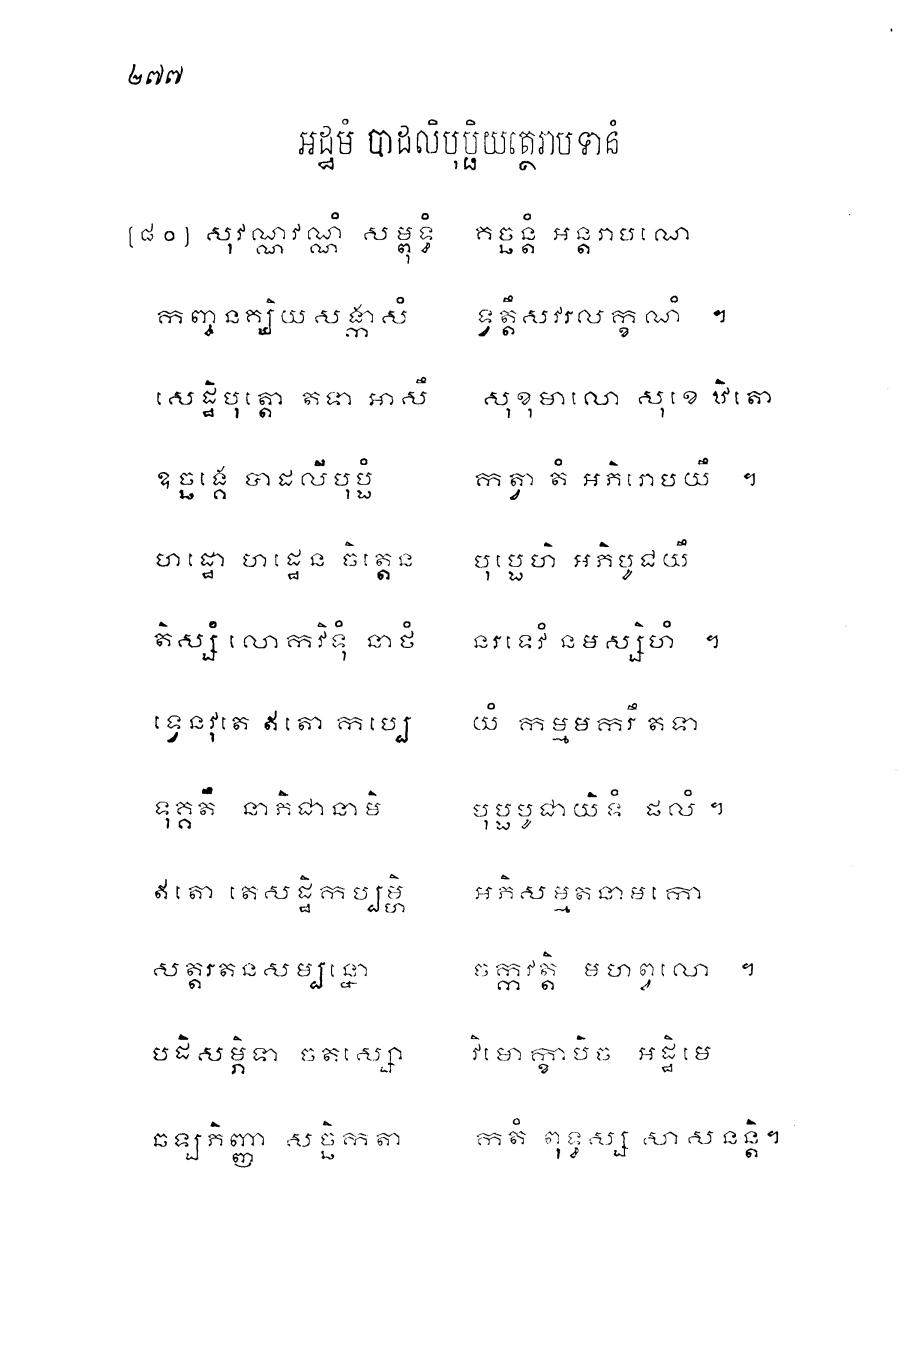 ២៧៧
អដ្ឋមំ បាដលិបុប្ផិយត្ថេរាបទានំ
[៨០] សុវណ្ណវណ្ណំ សម្ពុទ្ធំ គច្ឆន្តំ អន្តរាបណេ
កញ្ចនគ្ឃិយសង្កាសំ ទ្វត្តឹសវរលក្ខណំ ។
សេដ្ឋិបុត្តោ តទា អាសឹ សុខុមាលោ សុខេ ឋិតោ
ឧច្ឆង្គេ បាដលិបុប្ផំ កត្វា តំ អភិរោបយឹ ។
ហដ្ឋោ ហដ្ឋេន ចិត្តេន បុប្ផេហិ អភិបូជយឹ
តិស្សំ លោកវិទុំ នាថំ នរទេវំ នមស្សិហំ ។
ទ្វេនវុតេ ឥតោ កប្បេ យំ កម្មមករឹ តទា
ទុគ្គតឹ នាភិជានាមិ បុប្ផបូជាយិទំ ផលំ ។
ឥតោ តេសដ្ឋិកប្បម្ហិ អភិសម្មតនាមកោ
សត្តរតនសម្បន្នោ ចក្កវត្តិ មហព្វលោ ។
បដិសម្ភិទា ចតស្សោ វិមោក្ខាបិច អដ្ឋិមេ
ឆឡភិញ្ញា សច្ឆិកតា កតំ ពុទ្ធស្ស សាសនន្តិ។